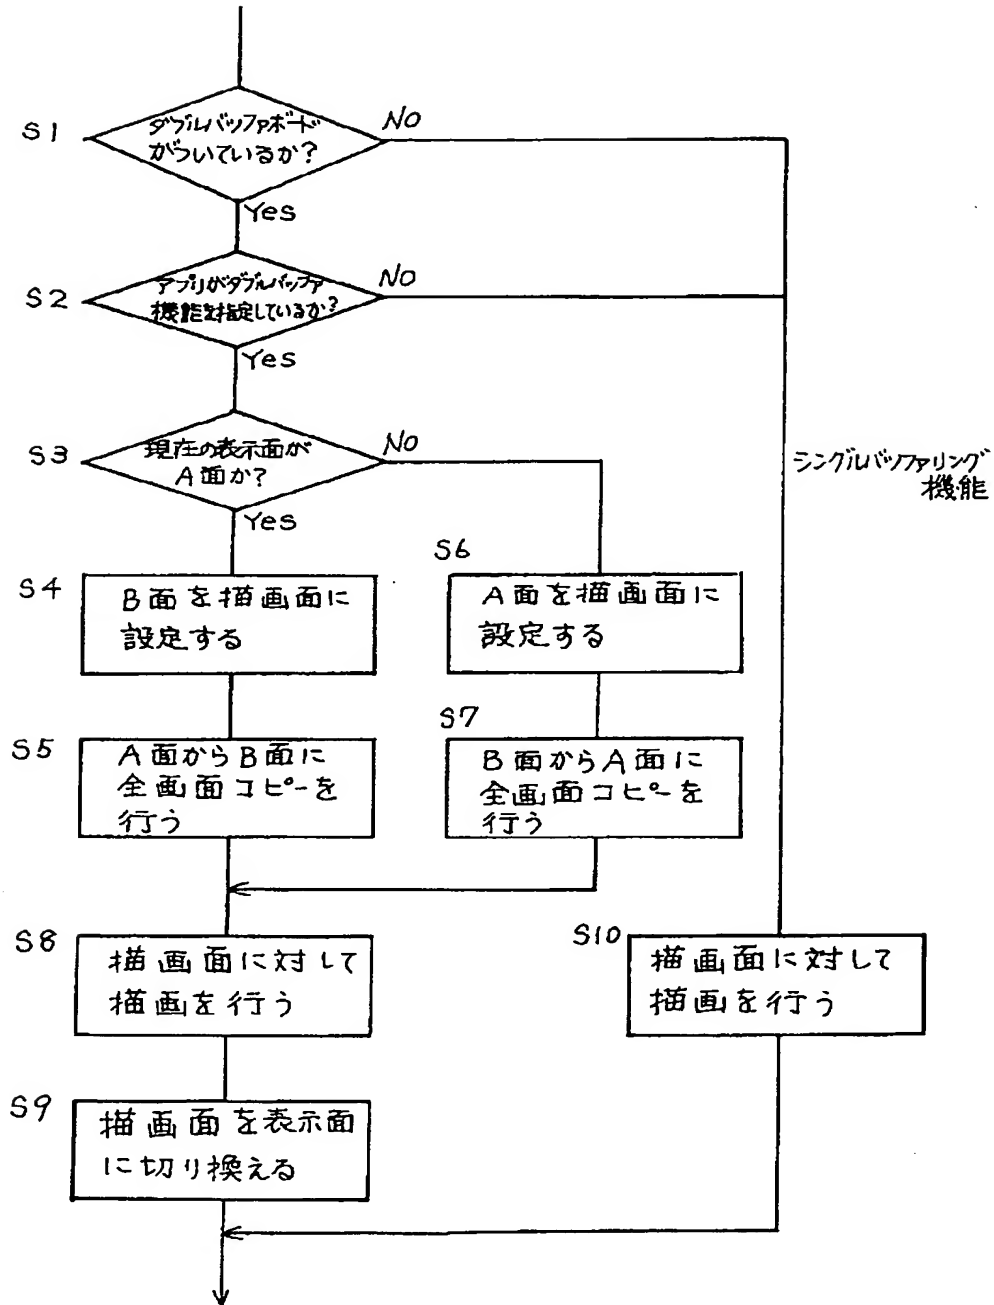 S1
ダブルバッファボード
がついているか?
No
Yes
S2
アプリがダブルバッファ
機能を指定しているか?
No
Yes
S3
現在の表示面が
A面か?
No
Yes
シングルバッファリング
機能
S4
B面を描画面に
設定する
S6
A面を描画面に
設定する
S5
A面からB面に
全画面コピーを
行う
S7
B面からA面に
全画面コピーを
行う
S8
描画面に対して
描画を行う
S10
描画面に対して
描画を行う
S9
描画面を表示面
に切り換える